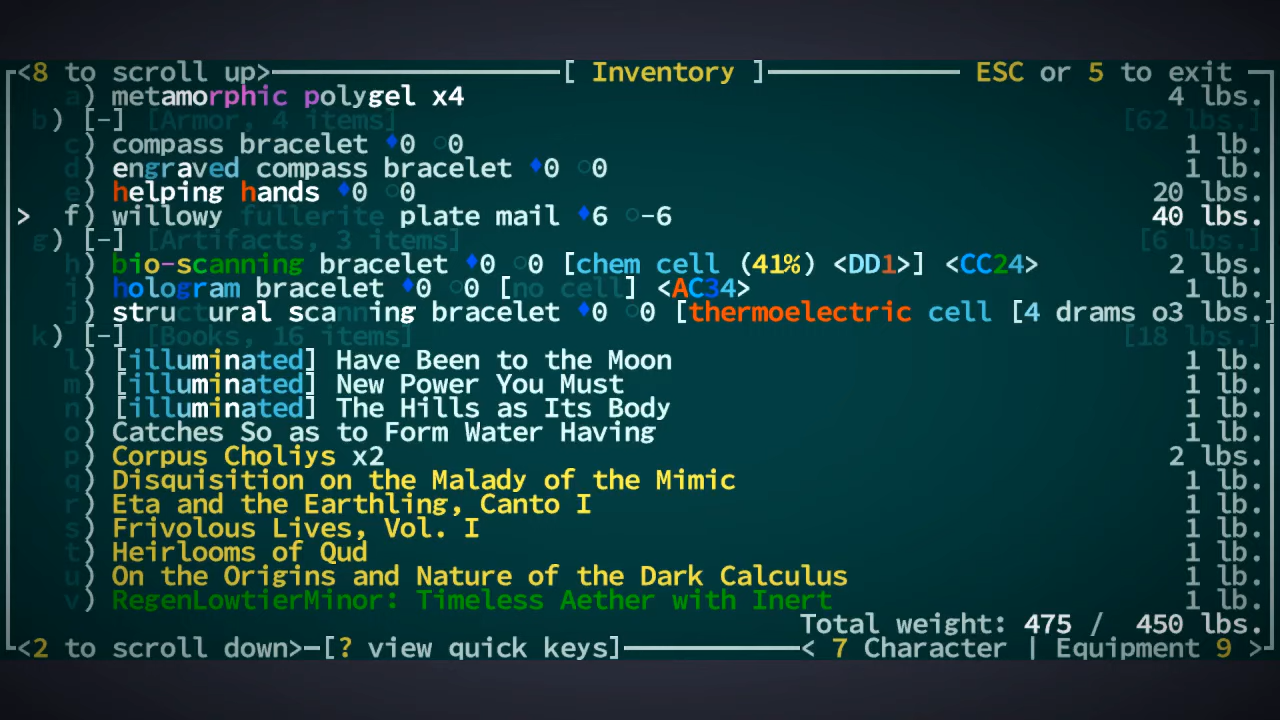 <8 to scroll up> [ Inventory ] ESC or 5 to exit
a) metamorphic polygel x4 4 lbs.
b) [-] [Armor, 4 items] [62 lbs.]
c) compass bracelet ♦0 ○0 1 lb.
d) engraved compass bracelet ♦0 ○0 1 lb.
e) helping hands ♦0 ○0 20 lbs.
> f) willowy fullerite plate mail ♦6 ○-6 40 lbs.
g) [-] [Artifacts, 3 items] [6 lbs.]
h) bio-scanning bracelet ♦0 ○0 [chem cell (41%) <DD1>] <CC24> 2 lbs.
i) hologram bracelet ♦0 ○0 [no cell] <AC34> 1 lb.
j) structural scanning bracelet ♦0 ○0 [thermoelectric cell [4 drams o3 lbs.]
k) [-] [Books, 16 items] [18 lbs.]
l) [illuminated] Have Been to the Moon 1 lb.
m) [illuminated] New Power You Must 1 lb.
n) [illuminated] The Hills as Its Body 1 lb.
o) Catches So as to Form Water Having 1 lb.
p) Corpus Choliys x2 2 lbs.
q) Disquisition on the Malady of the Mimic 1 lb.
r) Eta and the Earthling, Canto I 1 lb.
s) Frivolous Lives, Vol. I 1 lb.
t) Heirlooms of Qud 1 lb.
u) On the Origins and Nature of the Dark Calculus 1 lb.
v) RegenLowtierMinor: Timeless Aether with Inert 1 lb.
Total weight: 475 / 450 lbs.
<2 to scroll down> [? view quick keys] < 7 Character | Equipment 9 >